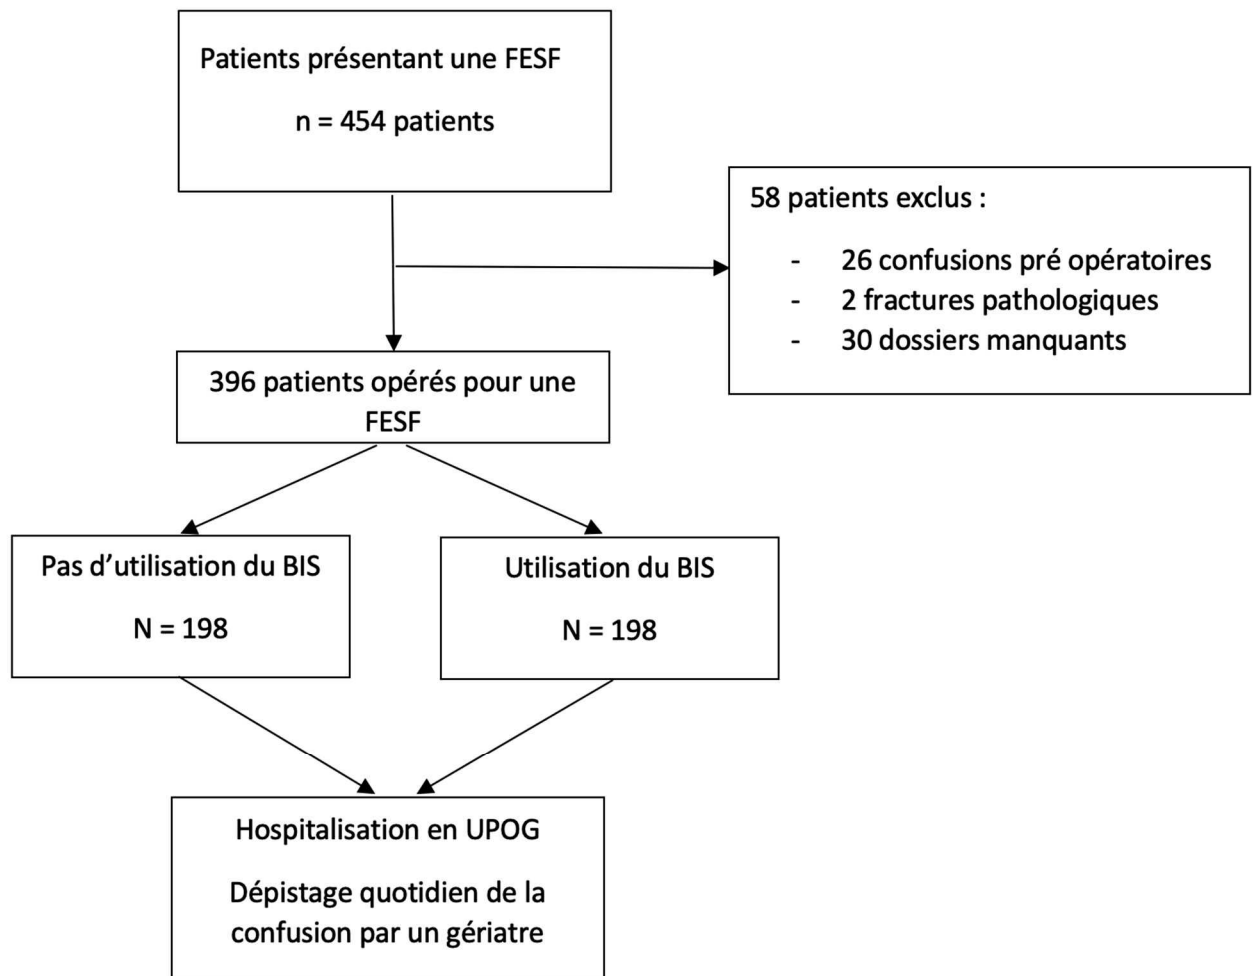 Patients présentant une FESF
n = 454 patients
58 patients exclus :
- 26 confusions pré opératoires
- 2 fractures pathologiques
- 30 dossiers manquants
396 patients opérés pour une
FESF
Pas d’utilisation du BIS
N = 198
Utilisation du BIS
N = 198
Hospitalisation en UPOG
Dépistage quotidien de la
confusion par un gériatre